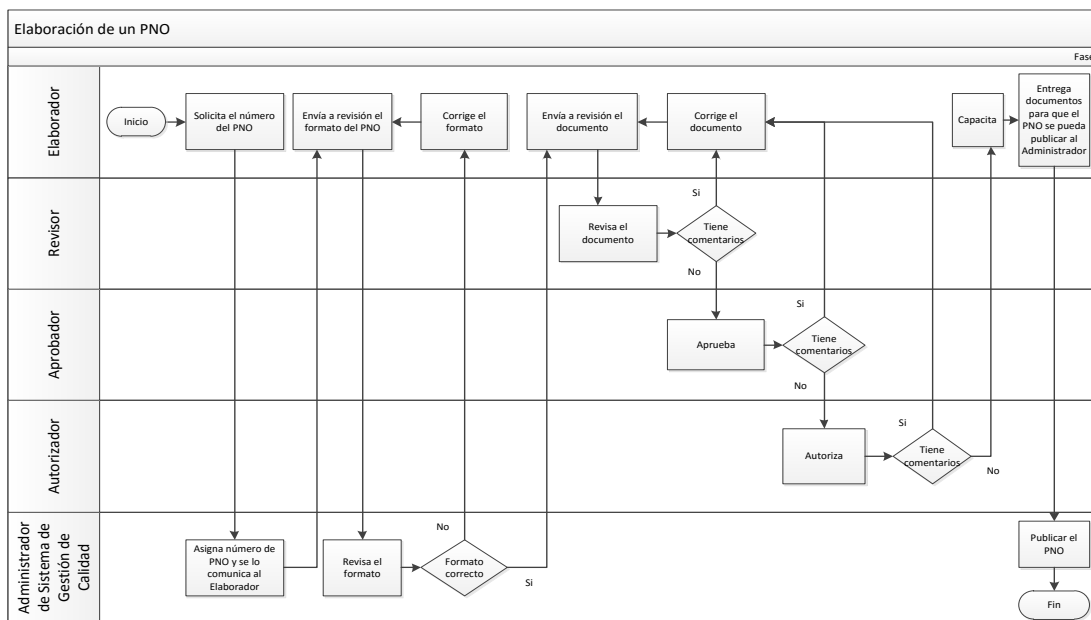 Elaboración de un PNO
Fase
Elaborador
Inicio
Solicita el número
del PNO
Envía a revisión el
formato del PNO
Corrige el
formato
Envía a revisión el
documento
Corrige el
documento
Capacita
Entrega
documentos
para que el
PNO se pueda
publicar al
Administrador
Revisor
Revisa el
documento
Tiene
comentarios
Si
No
Aprobador
Aprueba
Tiene
comentarios
Si
No
Autorizador
Autoriza
Tiene
comentarios
Si
No
Administrador
de Sistema de
Gestión de
Calidad
Asigna número de
PNO y se lo
comunica al
Elaborador
Revisa el
formato
Formato
correcto
No
Si
Publicar el
PNO
Fin